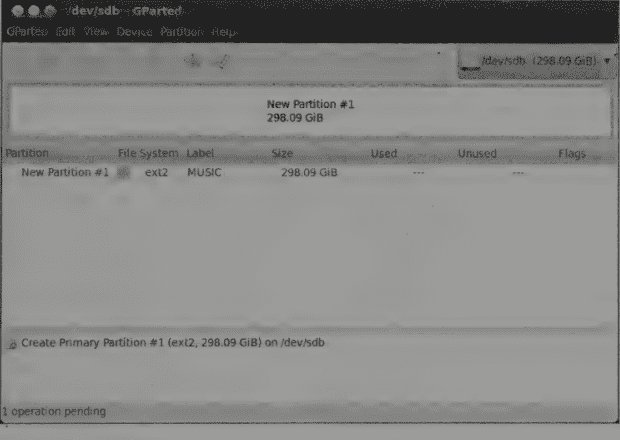 /dev/sdb - GParted
GParted Edit View Device Partition Help
/dev/sdb (298.09 GiB)
New Partition #1
298.09 GiB
Partition File System Label Size Used Unused Flags
New Partition #1 ext2 MUSIC 298.09 GiB --- ---
Create Primary Partition #1 (ext2, 298.09 GiB) on /dev/sdb
1 operation pending